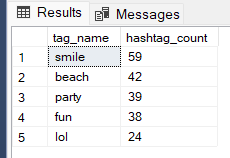 Results Messages
tag_name hashtag_count
1 smile 59
2 beach 42
3 party 39
4 fun 38
5 lol 24